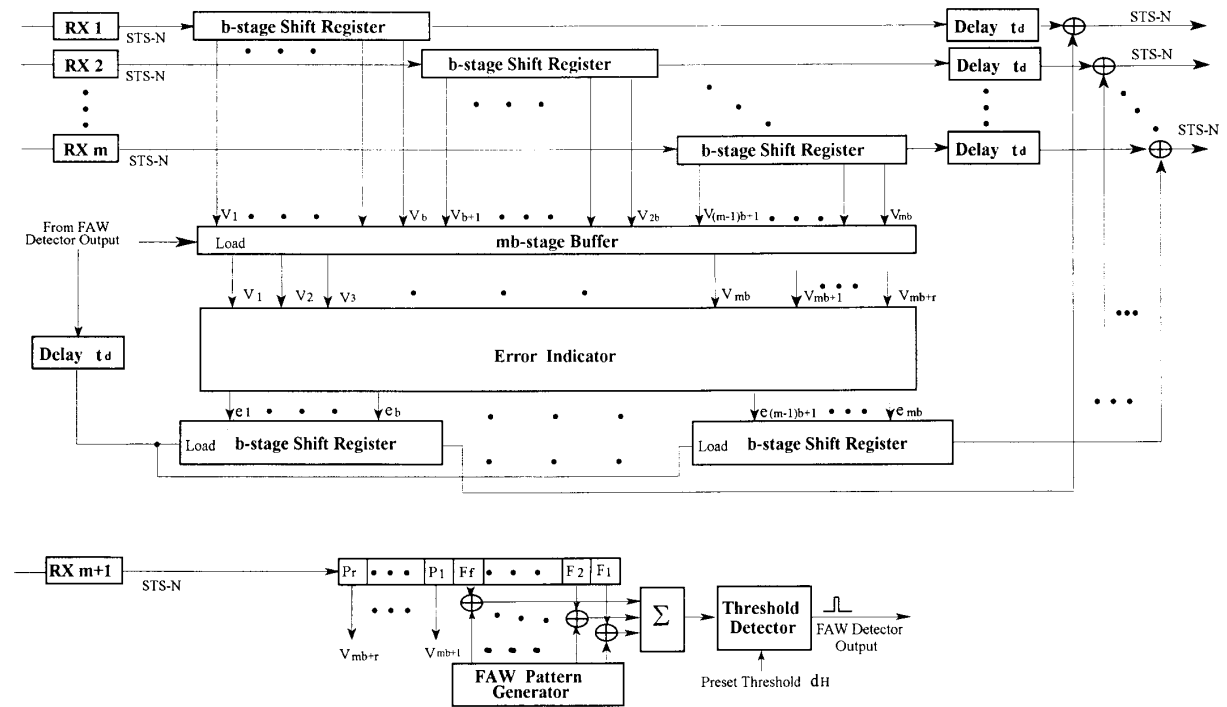 RX 1
STS-N
b-stage Shift Register
Delay td
STS-N
RX 2
STS-N
b-stage Shift Register
Delay td
STS-N
RX m
STS-N
b-stage Shift Register
Delay td
STS-N
V1
Vb
Vb+1
V2b
V(m-1)b+1
Vmb
From FAW
Detector Output
Load
mb-stage Buffer
V1
V2
V3
Vmb
Vmb+1
Vmb+r
Delay td
Error Indicator
e1
eb
e(m-1)b+1
emb
Load
b-stage Shift Register
Load
b-stage Shift Register
RX m+1
STS-N
Pr
P1
Ff
F2
F1
Vmb+r
Vmb+1
Σ
Threshold
Detector
FAW Detector
Output
FAW Pattern
Generator
Preset Threshold dH